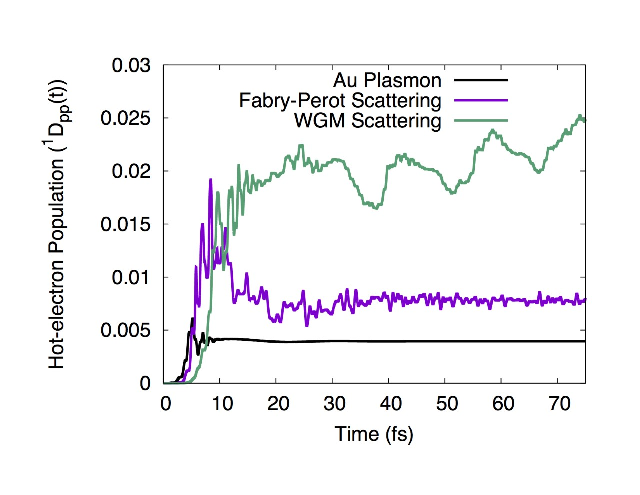 0.03
0.025
0.02
0.015
0.01
0.005
0
Hot-electron Population (¹Dpp(t))
Au Plasmon
Fabry-Perot Scattering
WGM Scattering
0 10 20 30 40 50 60 70
Time (fs)